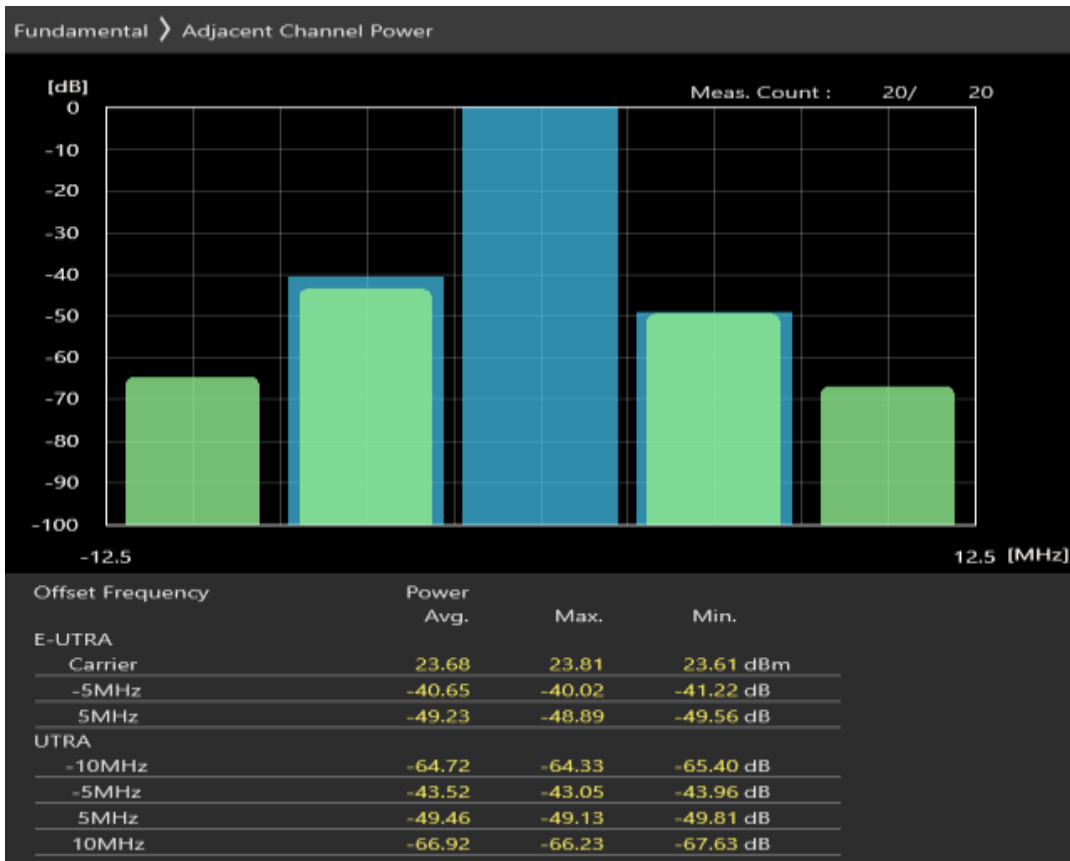 Fundamental 〉 Adjacent Channel Power
[dB]
Meas. Count : 20/ 20
0
-10
-20
-30
-40
-50
-60
-70
-80
-90
-100
-12.5 12.5 [MHz]
Offset Frequency Power
Avg. Max. Min.
E-UTRA
Carrier 23.68 23.81 23.61 dBm
-5MHz -40.65 -40.02 -41.22 dB
5MHz -49.23 -48.89 -49.56 dB
UTRA
-10MHz -64.72 -64.33 -65.40 dB
-5MHz -43.52 -43.05 -43.96 dB
5MHz -49.46 -49.13 -49.81 dB
10MHz -66.92 -66.23 -67.63 dB